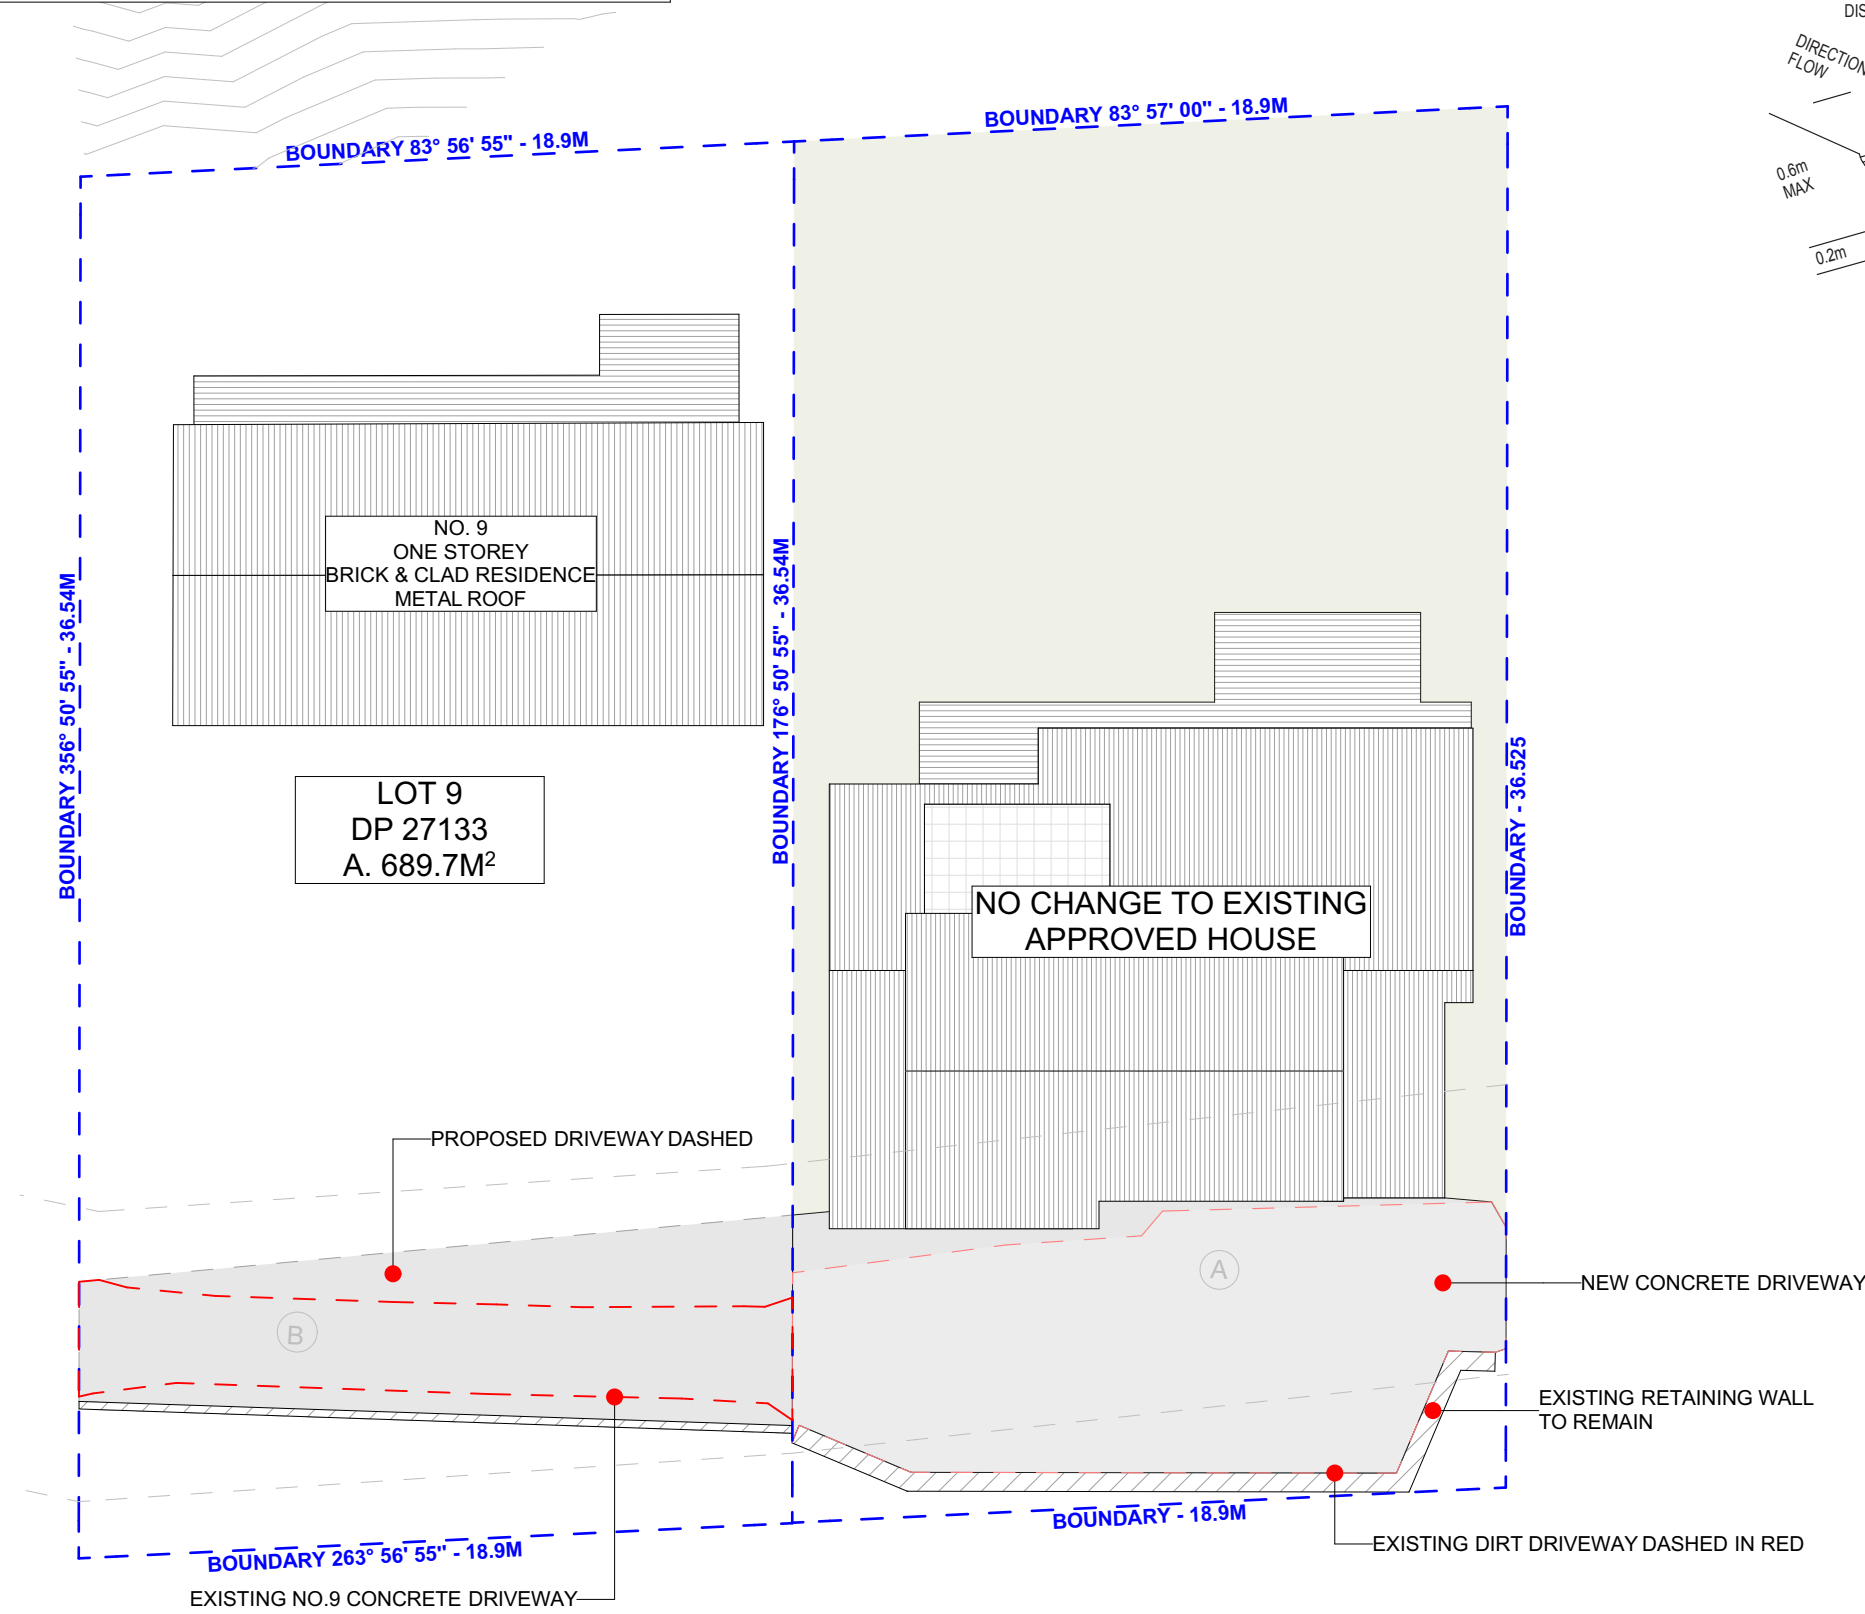 DIS
DIRECTION
FLOW
0.6m
MAX
0.2m
BOUNDARY 83° 56' 55" - 18.9M
BOUNDARY 83° 57' 00" - 18.9M
NO. 9
ONE STOREY
BRICK & CLAD RESIDENCE
METAL ROOF
BOUNDARY 356° 50' 55" - 36.54M
BOUNDARY 176° 50' 55" - 36.54M
BOUNDARY - 36.525
LOT 9
DP 27133
A. 689.7M²
NO CHANGE TO EXISTING
APPROVED HOUSE
PROPOSED DRIVEWAY DASHED
A
B
NEW CONCRETE DRIVEWAY
EXISTING RETAINING WALL
TO REMAIN
BOUNDARY - 18.9M
EXISTING DIRT DRIVEWAY DASHED IN RED
BOUNDARY 263° 56' 55" - 18.9M
EXISTING NO.9 CONCRETE DRIVEWAY